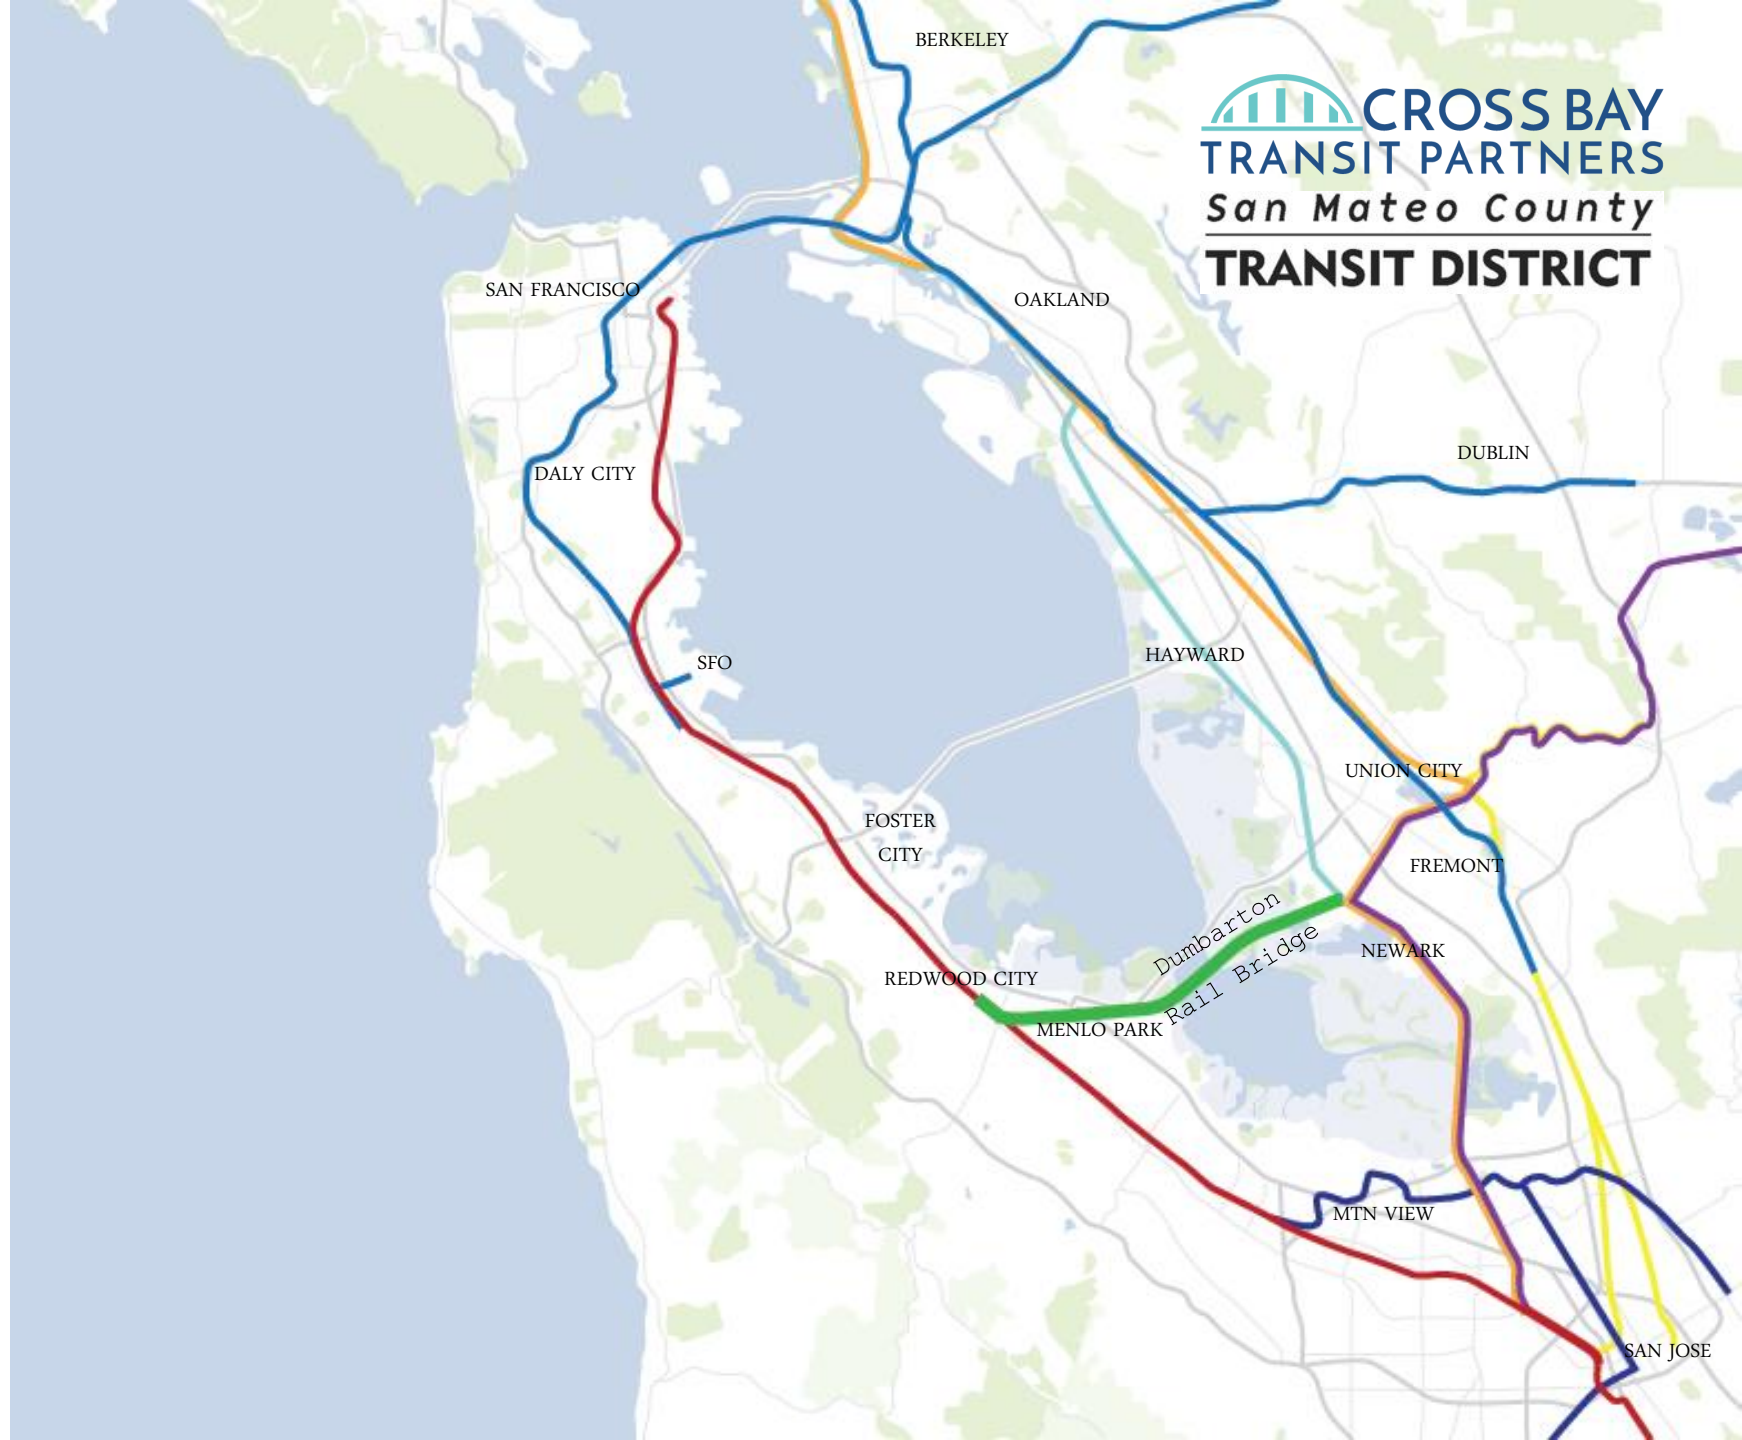 BERKELEY
CROSS BAY
TRANSIT PARTNERS
San Mateo County
TRANSIT DISTRICT
SAN FRANCISCO
OAKLAND
DUBLIN
DALY CITY
HAYWARD
SFO
UNION CITY
FOSTER
CITY
FREMONT
Dumbarton
Rail Bridge
NEWARK
REDWOOD CITY
MENLO PARK
MTN VIEW
SAN JOSE